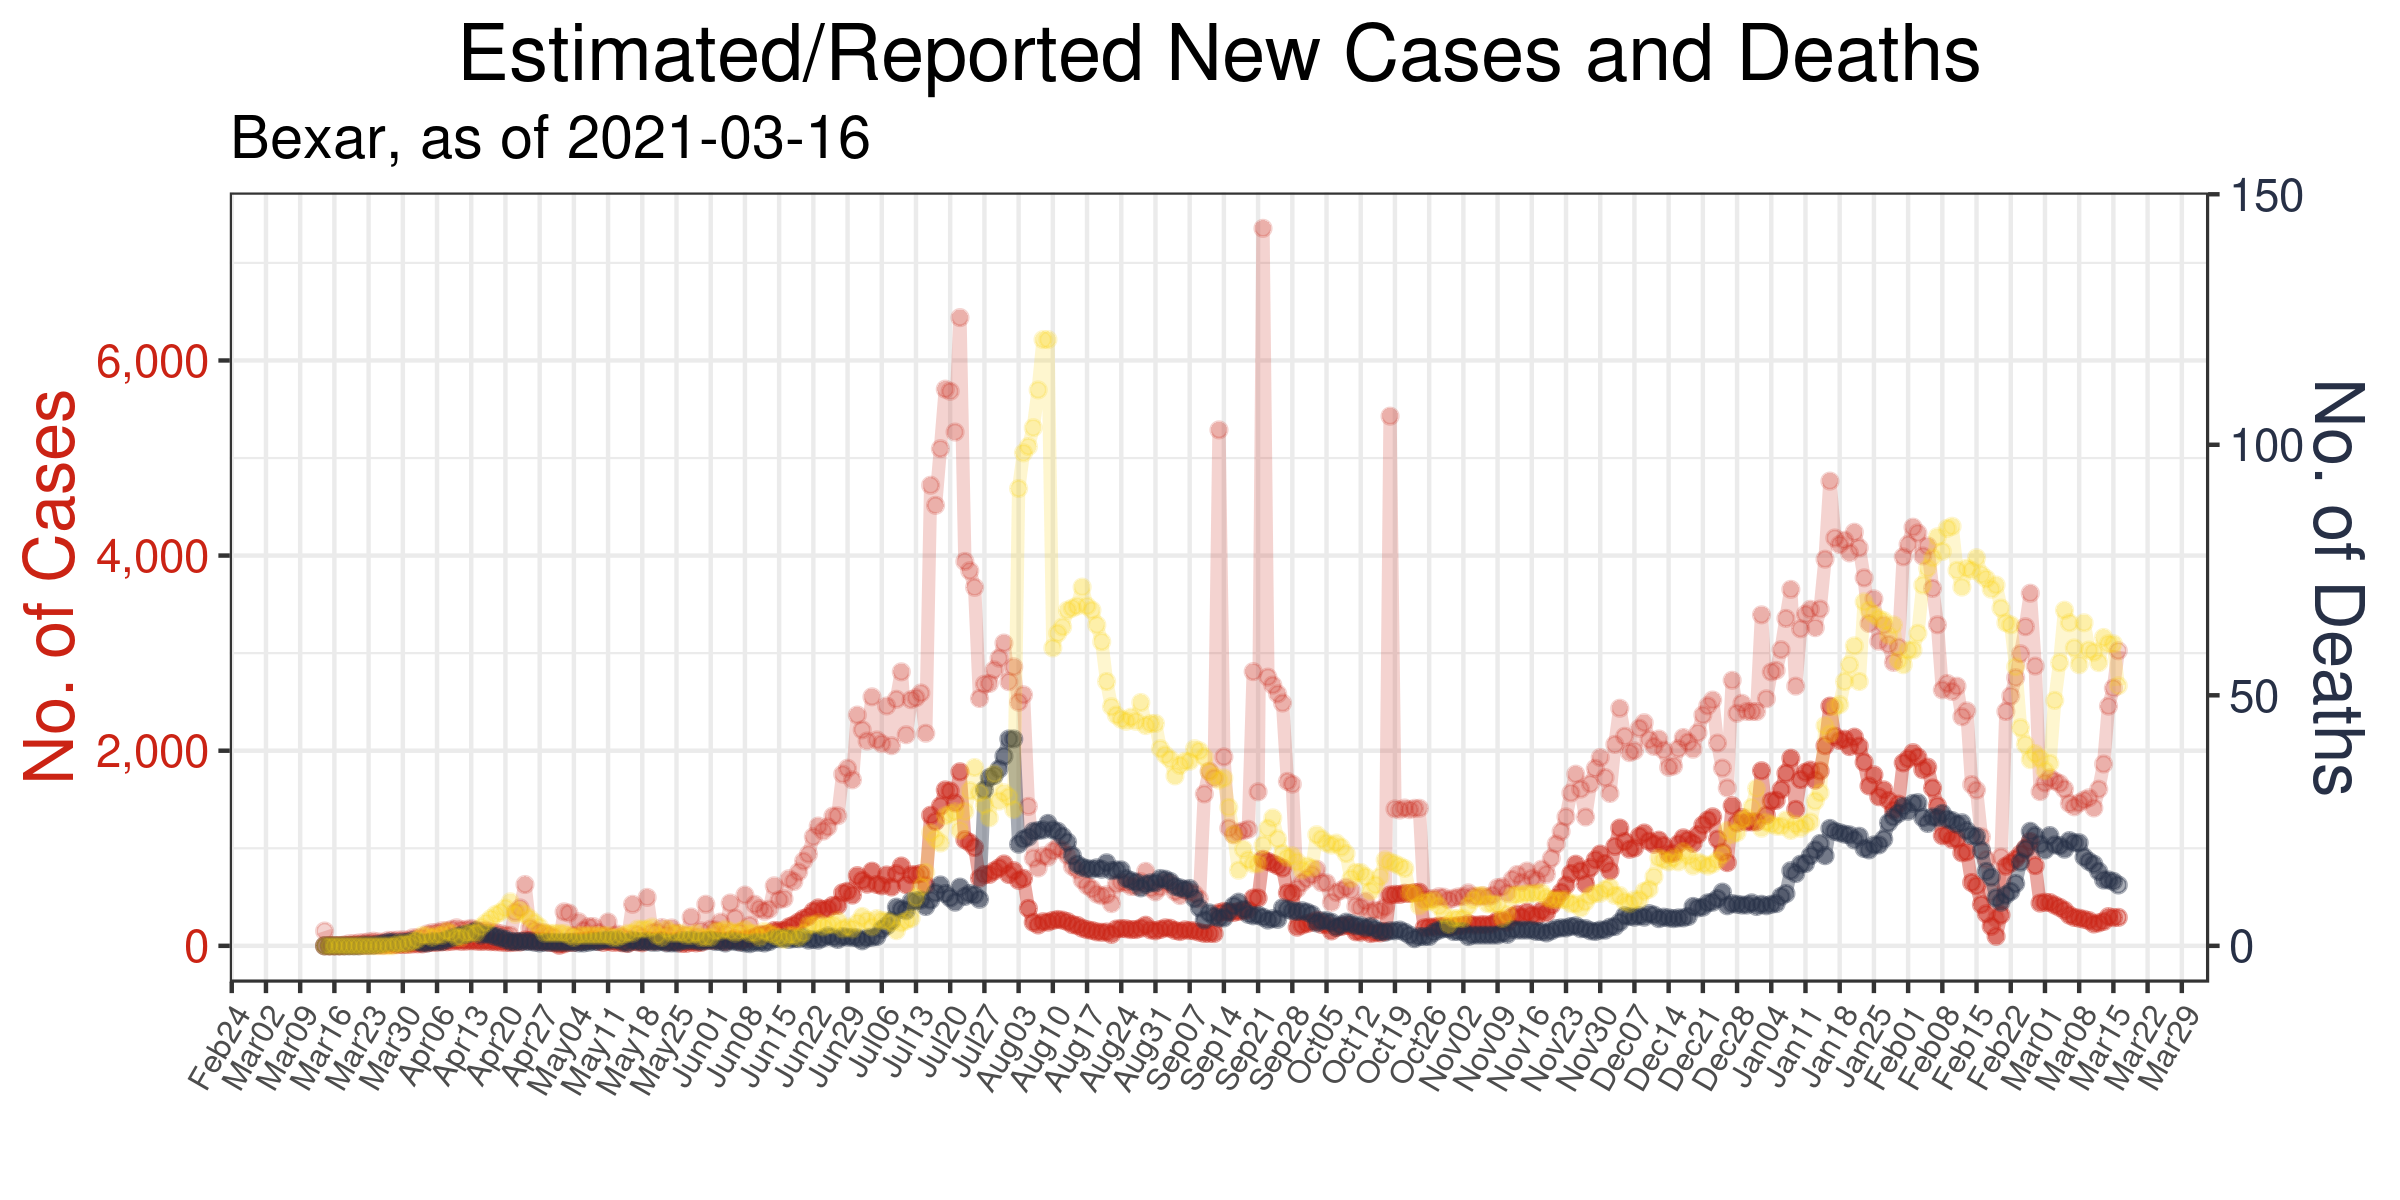 Estimated/Reported New Cases and Deaths
Bexar, as of 2021-03-16
No. of Cases
6,000
4,000
2,000
0
150
100
50
0
No. of Deaths
Feb24
Mar02
Mar09
Mar16
Mar23
Mar30
Apr06
Apr13
Apr20
Apr27
May04
May11
May18
May25
Jun01
Jun08
Jun15
Jun22
Jun29
Jul06
Jul13
Jul20
Jul27
Aug03
Aug10
Aug17
Aug24
Aug31
Sep07
Sep14
Sep21
Sep28
Oct05
Oct12
Oct19
Oct26
Nov02
Nov09
Nov16
Nov23
Nov30
Dec07
Dec14
Dec21
Dec28
Jan04
Jan11
Jan18
Jan25
Feb01
Feb08
Feb15
Feb22
Mar01
Mar08
Mar15
Mar22
Mar29